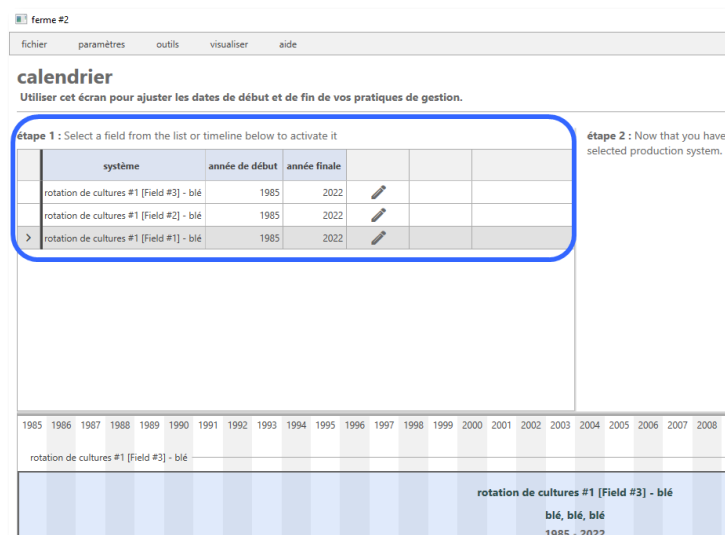 ferme #2
fichier paramètres outils visualiser aide
calendrier
Utiliser cet écran pour ajuster les dates de début et de fin de vos pratiques de gestion.
étape 1 : Select a field from the list or timeline below to activate it
système année de début année finale
rotation de cultures #1 [Field #3] - blé 1985 2022
rotation de cultures #1 [Field #2] - blé 1985 2022
> rotation de cultures #1 [Field #1] - blé 1985 2022
étape 2 : Now that you have
selected production system.
1985 1986 1987 1988 1989 1990 1991 1992 1993 1994 1995 1996 1997 1998 1999 2000 2001 2002 2003 2004 2005 2006 2007 2008
rotation de cultures #1 [Field #3] - blé
rotation de cultures #1 [Field #3] - blé
blé, blé, blé
1985 - 2022